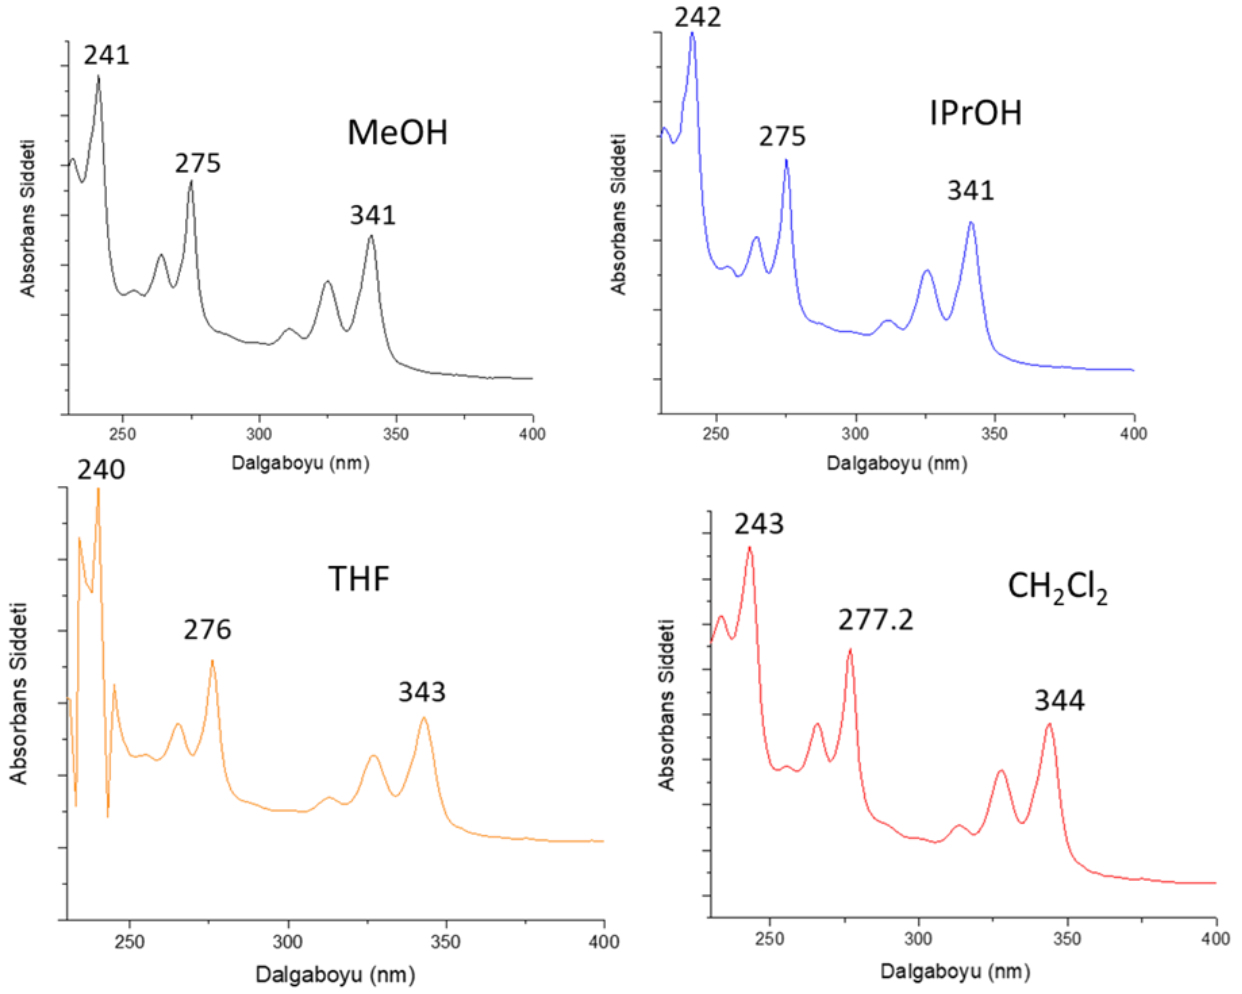 241
MeOH
275
341
Absorbans Siddeti
250
300
350
400
Dalgaboyu (nm)
242
IPrOH
275
341
Absorbans Siddeti
250
300
350
400
Dalgaboyu (nm)
240
THF
276
343
Absorbans Siddeti
250
300
350
400
Dalgaboyu (nm)
243
CH₂Cl₂
277.2
344
Absorbans Siddeti
250
300
350
400
Dalgaboyu (nm)